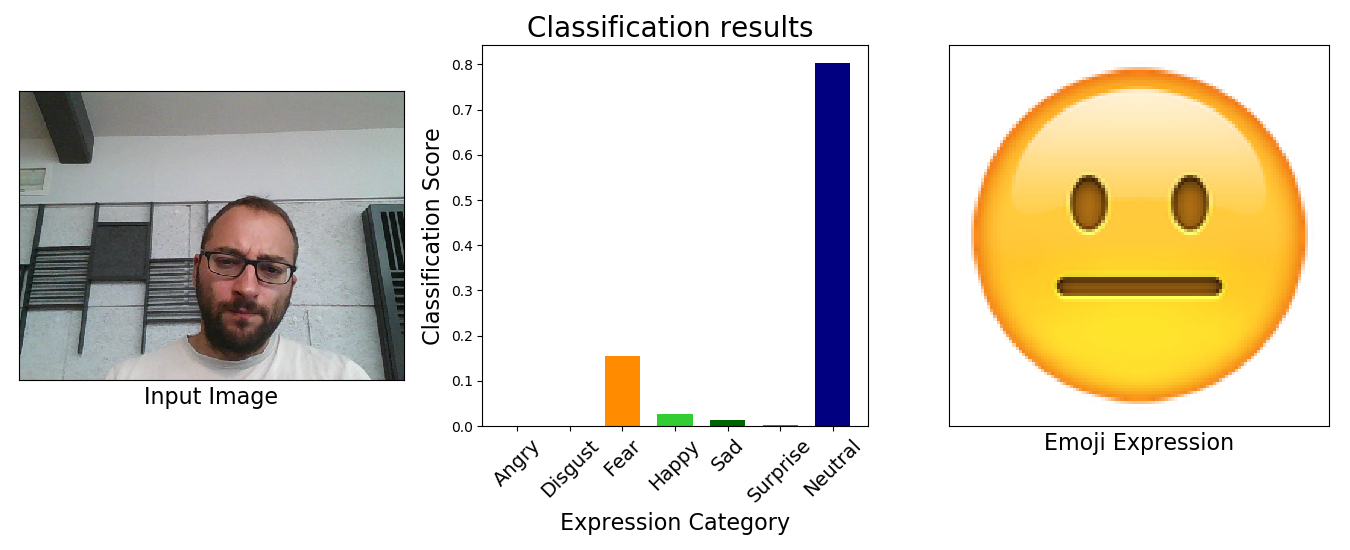 Classification results
Classification Score
0.8
0.7
0.6
0.5
0.4
0.3
0.2
0.1
0.0
Angry
Disgust
Fear
Happy
Sad
Surprise
Neutral
Expression Category
Input Image
Emoji Expression